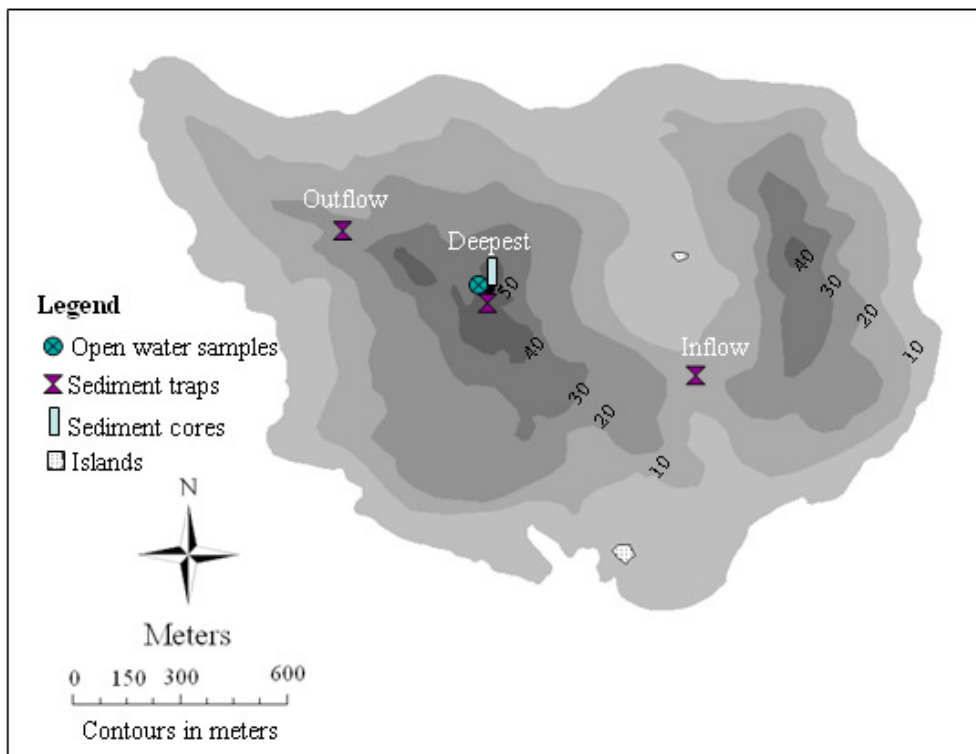 Outflow
Deepest
50
40
30
20
10
40
30
20
10
Inflow
Legend
Open water samples
Sediment traps
Sediment cores
Islands
N
Meters
0 150 300 600
Contours in meters